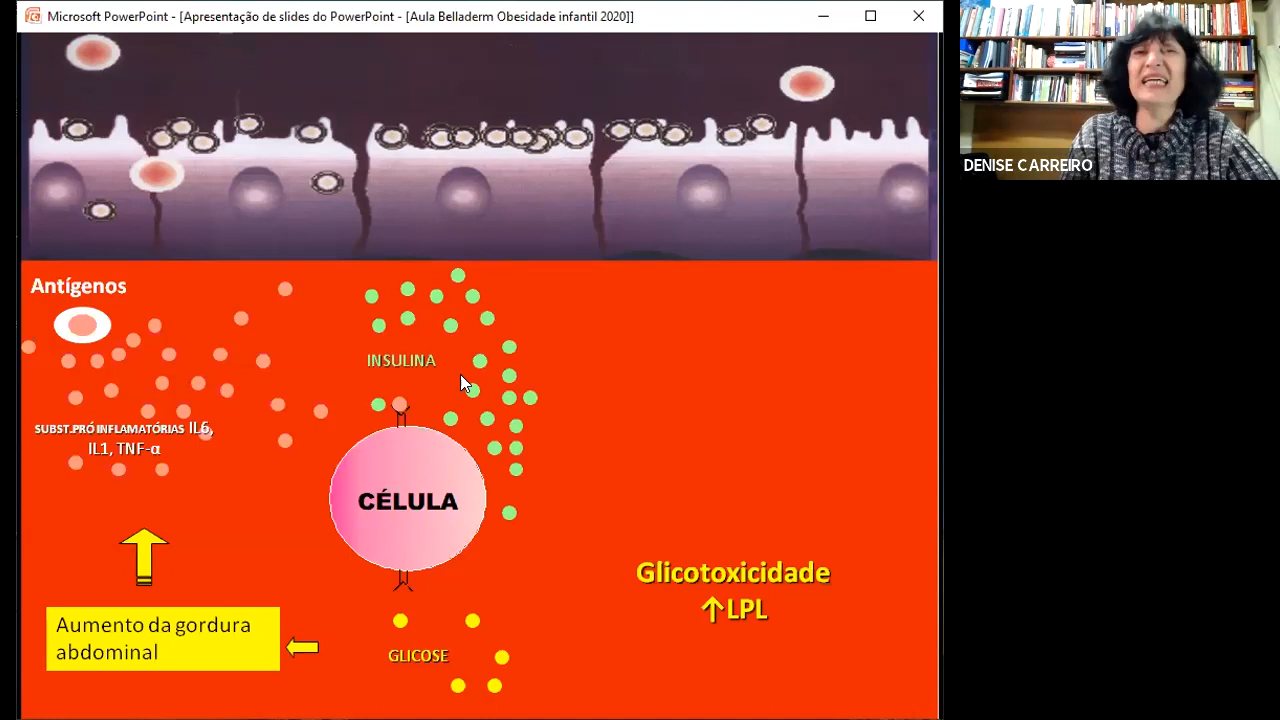 Microsoft PowerPoint - [Apresentação de slides do PowerPoint - [Aula Belladerm Obesidade infantil 2020]]
DENISE CARREIRO
Antígenos
INSULINA
SUBST.PRÓ INFLAMATÓRIAS IL6,
IL1, TNF-α
CÉLULA
Glicotoxicidade
↑LPL
Aumento da gordura
abdominal
GLICOSE